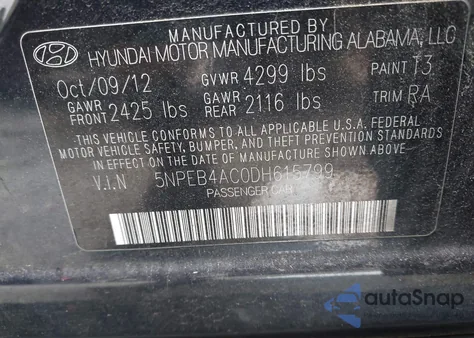 MANUFACTURED BY
HYUNDAI MOTOR MANUFACTURING ALABAMA, LLC
Oct/09/12 GVWR 4299 lbs PAINT T3
GAWR FRONT 2425 lbs GAWR REAR 2116 lbs TRIM RA
THIS VEHICLE CONFORMS TO ALL APPLICABLE U.S.A. FEDERAL
MOTOR VEHICLE SAFETY, BUMPER, AND THEFT PREVENTION STANDARDS
IN EFFECT ON THE DATE OF MANUFACTURE SHOWN ABOVE.
V.I.N 5NPEB4AC0DH615799
PASSENGER CAR
autoSnap